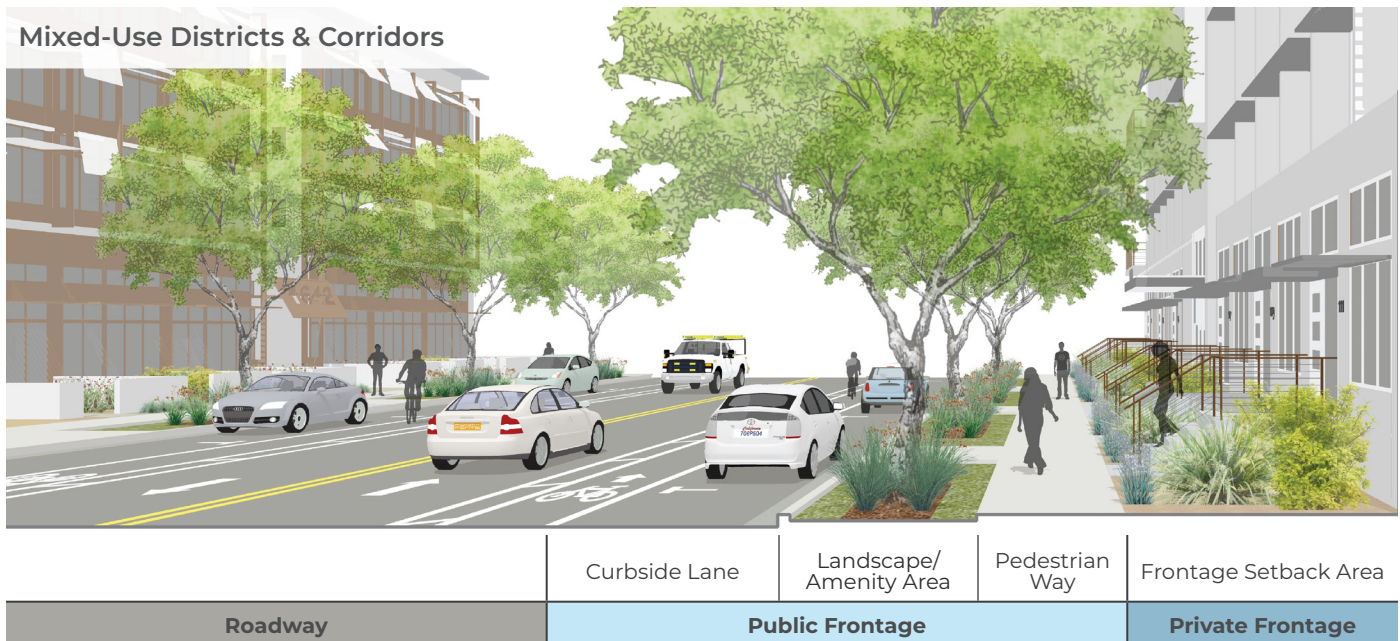 Mixed-Use Districts & Corridors
Curbside Lane
Landscape/
Amenity Area
Pedestrian
Way
Frontage Setback Area
Roadway
Public Frontage
Private Frontage